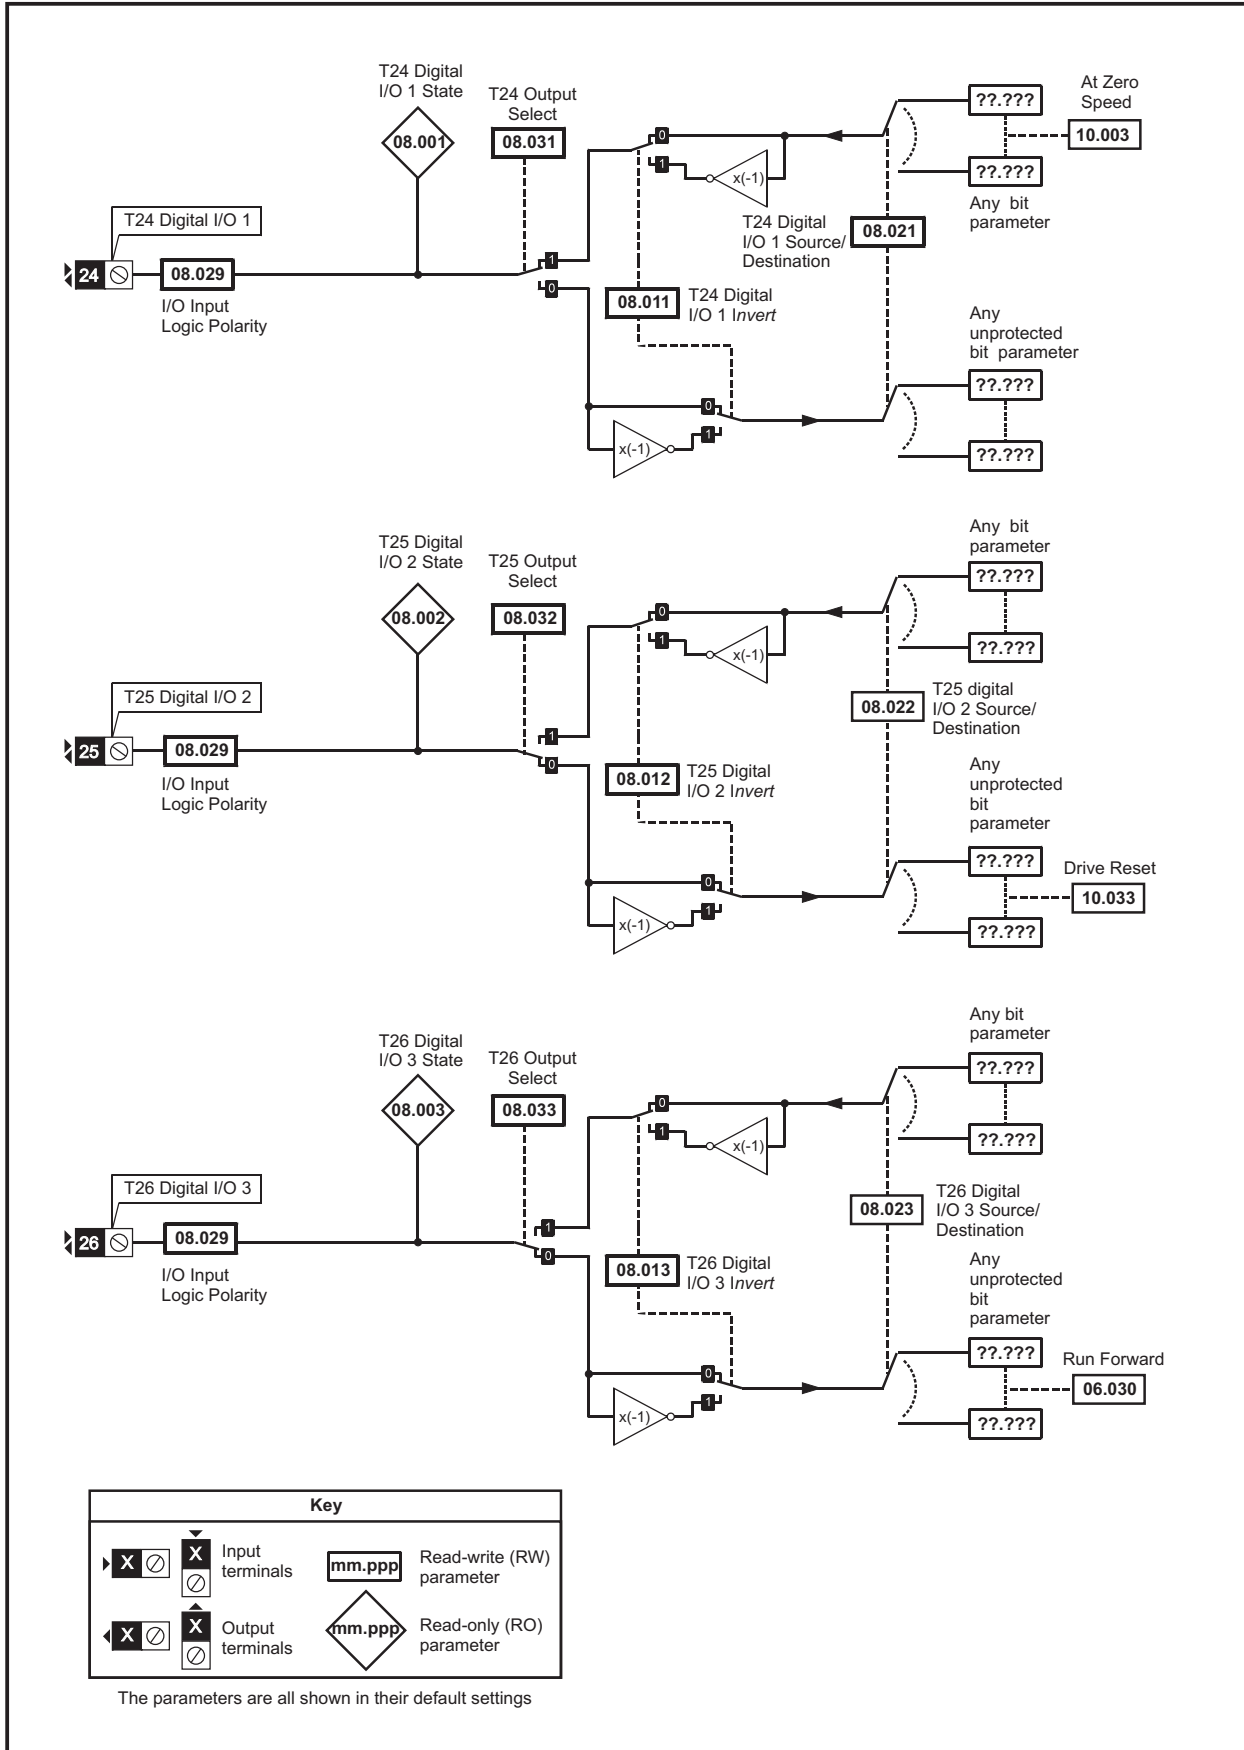 T24 Digital
I/O 1 State
T24 Output
Select
08.001
08.031
0
1
x(-1)
??.???
??.???
At Zero
Speed
10.003
Any bit
parameter
T24 Digital I/O 1
24
08.029
I/O Input
Logic Polarity
1
0
T24 Digital
I/O 1 Source/
Destination
08.021
08.011
T24 Digital
I/O 1 Invert
Any
unprotected
bit parameter
??.???
??.???
0
1
x(-1)
T25 Digital
I/O 2 State
T25 Output
Select
08.002
08.032
0
1
x(-1)
Any bit
parameter
??.???
??.???
T25 Digital I/O 2
25
08.029
I/O Input
Logic Polarity
1
0
08.022
T25 digital
I/O 2 Source/
Destination
08.012
T25 Digital
I/O 2 Invert
Any
unprotected
bit
parameter
??.???
??.???
Drive Reset
10.033
0
1
x(-1)
T26 Digital
I/O 3 State
T26 Output
Select
08.003
08.033
0
1
x(-1)
Any bit
parameter
??.???
??.???
T26 Digital I/O 3
26
08.029
I/O Input
Logic Polarity
1
0
08.023
T26 Digital
I/O 3 Source/
Destination
08.013
T26 Digital
I/O 3 Invert
Any
unprotected
bit
parameter
??.???
??.???
Run Forward
06.030
0
1
x(-1)
Key
X
X
Input
terminals
mm.ppp
Read-write (RW)
parameter
X
X
Output
terminals
mm.ppp
Read-only (RO)
parameter
The parameters are all shown in their default settings